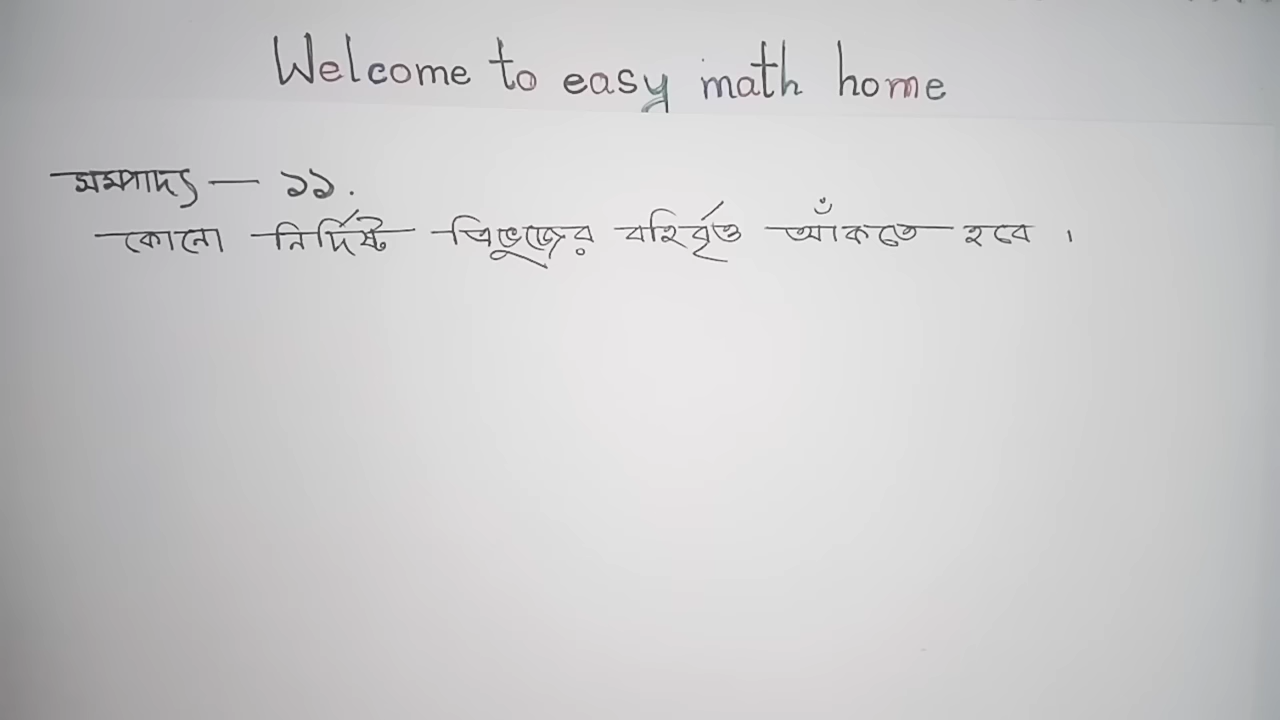 Welcome to easy math home
সম্পাদ্য — ১১.
কোনো নির্দিষ্ট ত্রিভুজের বহির্বৃত্ত আঁকতে হবে ।